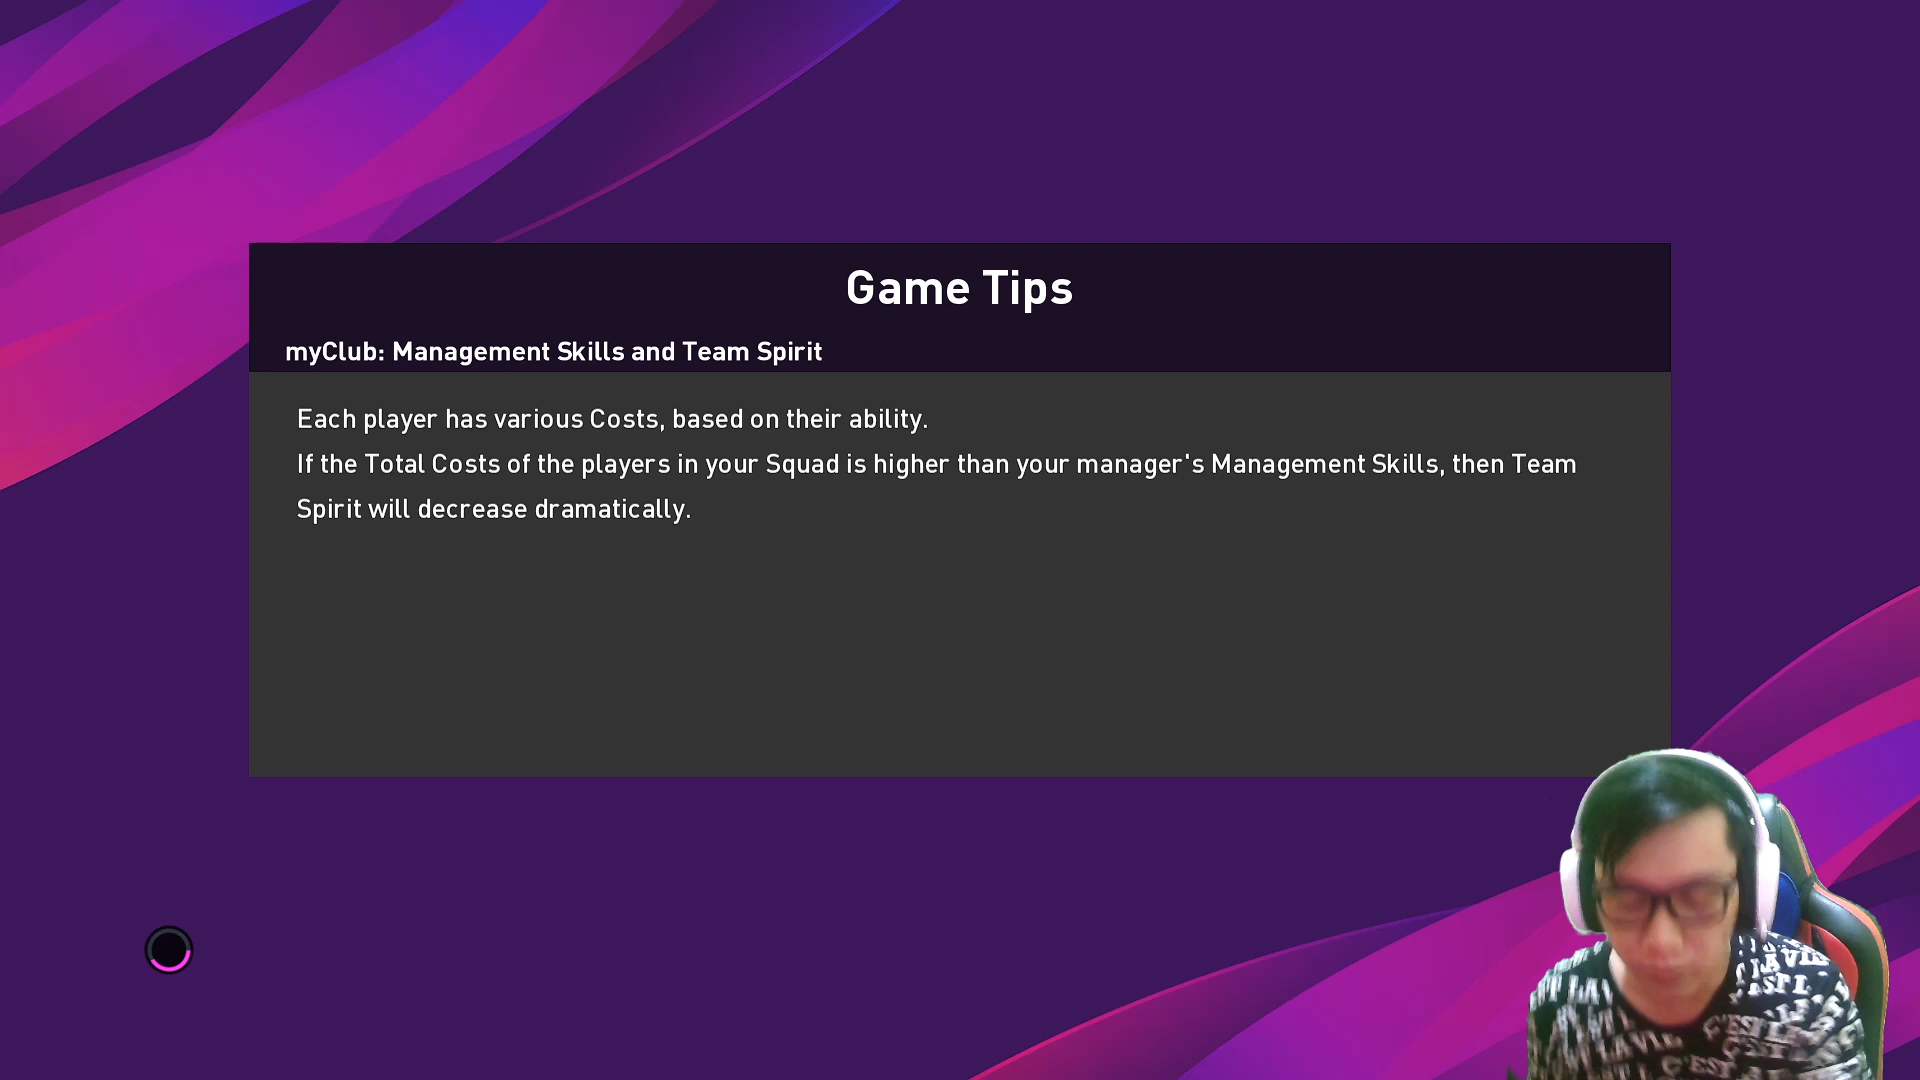 Game Tips
myClub: Management Skills and Team Spirit
Each player has various Costs, based on their ability.
If the Total Costs of the players in your Squad is higher than your manager's Management Skills, then Team
Spirit will decrease dramatically.